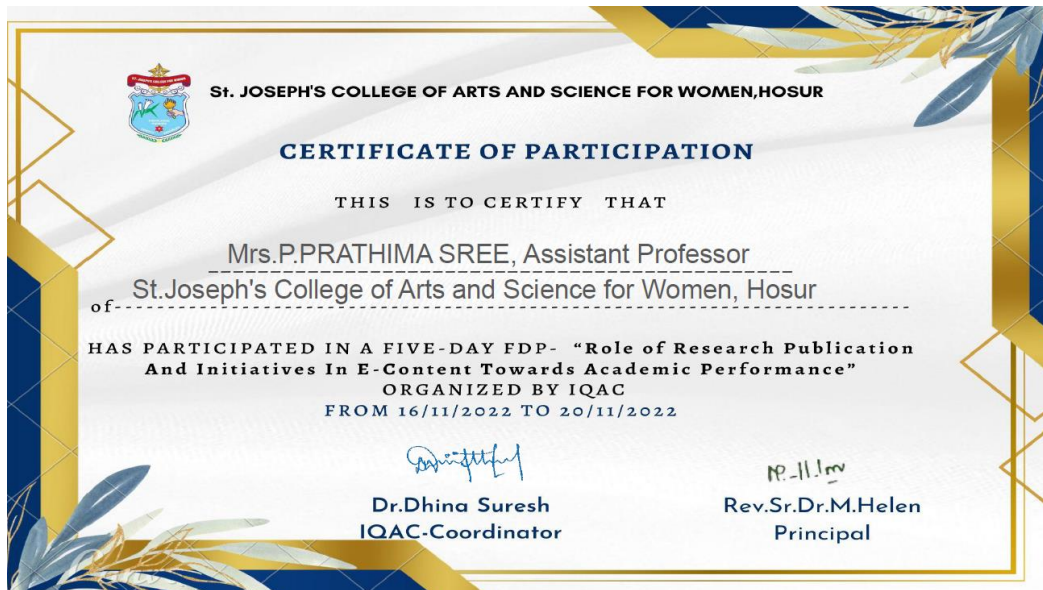 St. JOSEPH'S COLLEGE OF ARTS AND SCIENCE FOR WOMEN,HOSUR
CERTIFICATE OF PARTICIPATION
THIS IS TO CERTIFY THAT
Mrs.P.PRATHIMA SREE, Assistant Professor
of St.Joseph's College of Arts and Science for Women, Hosur
HAS PARTICIPATED IN A FIVE-DAY FDP- “Role of Research Publication
And Initiatives In E-Content Towards Academic Performance”
ORGANIZED BY IQAC
FROM 16/11/2022 TO 20/11/2022
Dr.Dhina Suresh
IQAC-Coordinator
Rev.Sr.Dr.M.Helen
Principal